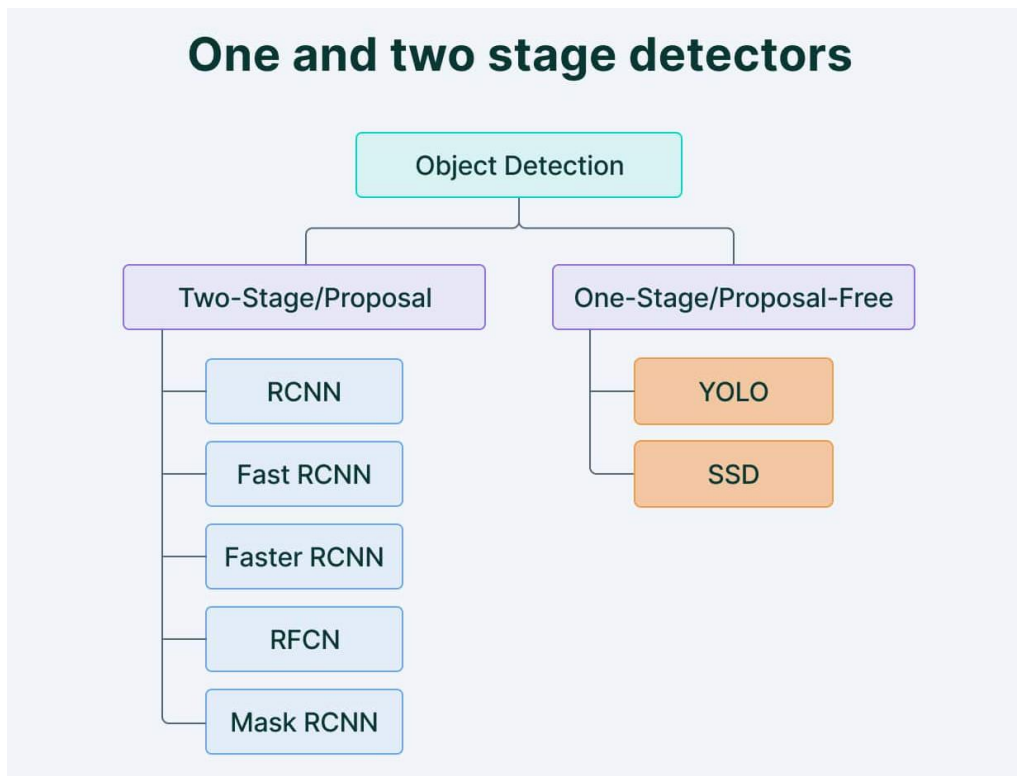 One and two stage detectors
Object Detection
Two-Stage/Proposal
One-Stage/Proposal-Free
RCNN
Fast RCNN
Faster RCNN
RFCN
Mask RCNN
YOLO
SSD